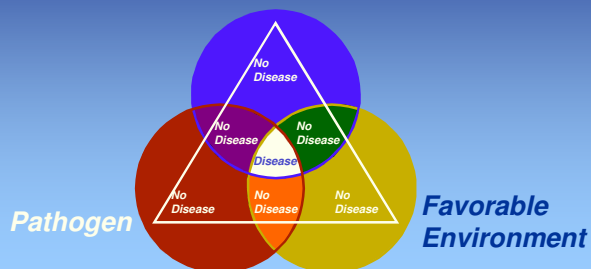 No
Disease
No
Disease
No
Disease
Disease
No
Disease
No
Disease
No
Disease
Pathogen
Favorable
Environment